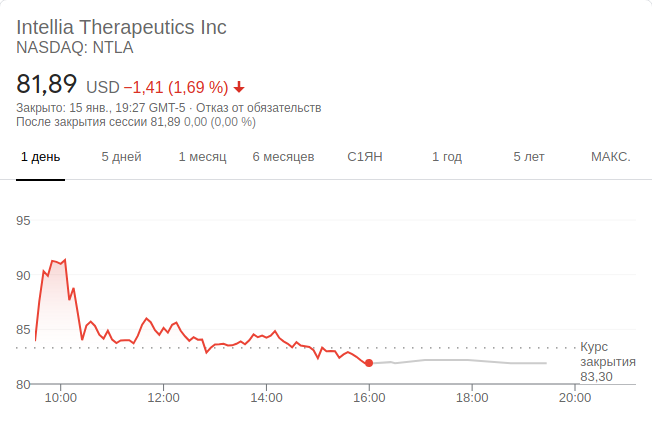 Intellia Therapeutics Inc
NASDAQ: NTLA
81,89 USD −1,41 (1,69 %)
Закрыто: 15 янв., 19:27 GMT-5 · Отказ от обязательств
После закрытия сессии 81,89 0,00 (0,00 %)
1 день 5 дней 1 месяц 6 месяцев С1ЯН 1 год 5 лет МАКС.
95
90
85
Курс
закрытия
83,30
80
10:00 12:00 14:00 16:00 18:00 20:00